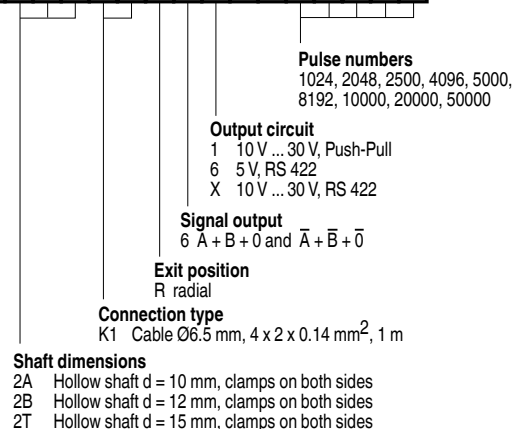 Pulse numbers
1024, 2048, 2500, 4096, 5000,
8192, 10000, 20000, 50000
Output circuit
1 10 V ... 30 V, Push-Pull
6 5 V, RS 422
X 10 V ... 30 V, RS 422
Signal output
6 A + B + 0 and A̅ + B̅ + 0̅
Exit position
R radial
Connection type
K1 Cable Ø6.5 mm, 4 x 2 x 0.14 mm², 1 m
Shaft dimensions
2A Hollow shaft d = 10 mm, clamps on both sides
2B Hollow shaft d = 12 mm, clamps on both sides
2T Hollow shaft d = 15 mm, clamps on both sides